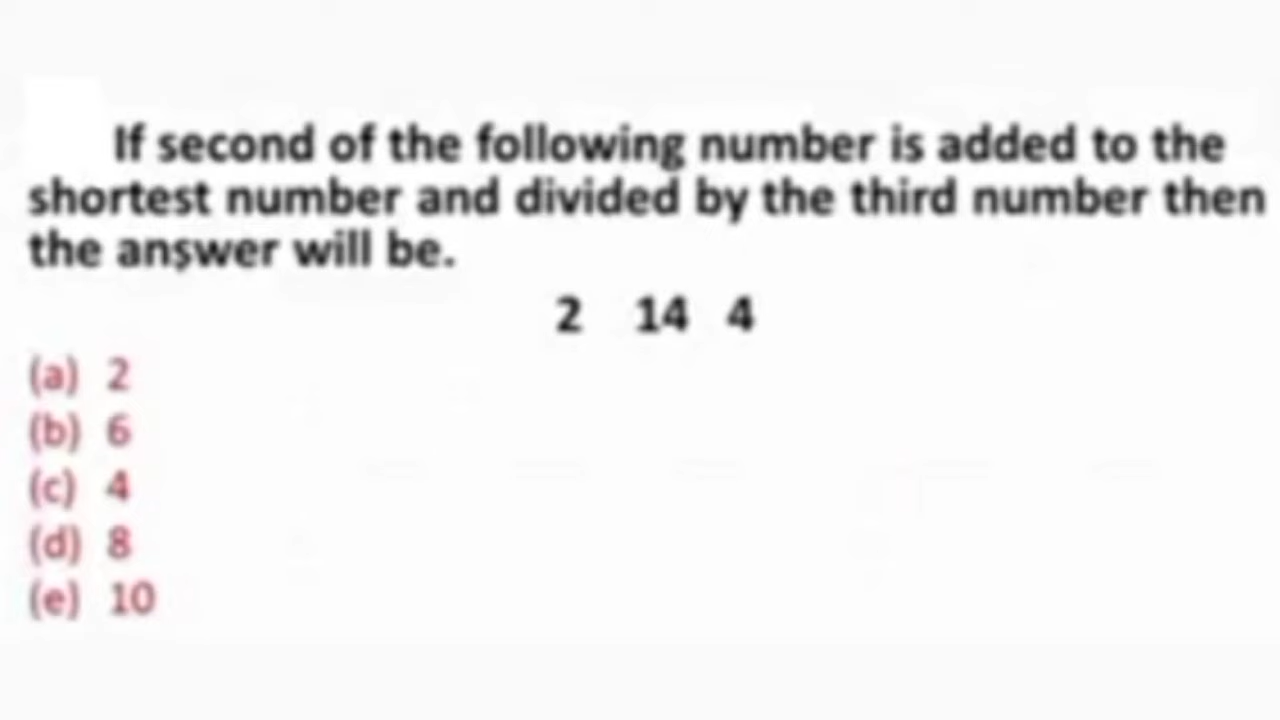 If second of the following number is added to the
shortest number and divided by the third number then
the answer will be.
2 14 4
(a) 2
(b) 6
(c) 4
(d) 8
(e) 10